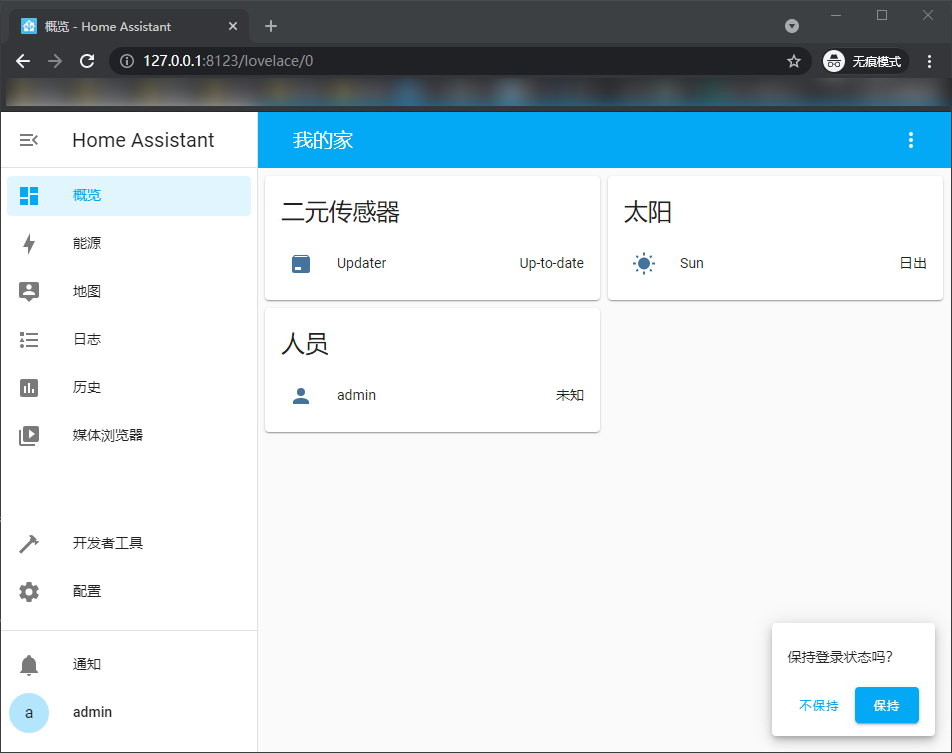 概览 - Home Assistant
127.0.0.1:8123/lovelace/0
无痕模式
Home Assistant
我的家
概览
能源
地图
日志
历史
媒体浏览器
开发者工具
配置
通知
a admin
二元传感器
Updater Up-to-date
太阳
Sun 日出
人员
admin 未知
保持登录状态吗?
不保持 保持